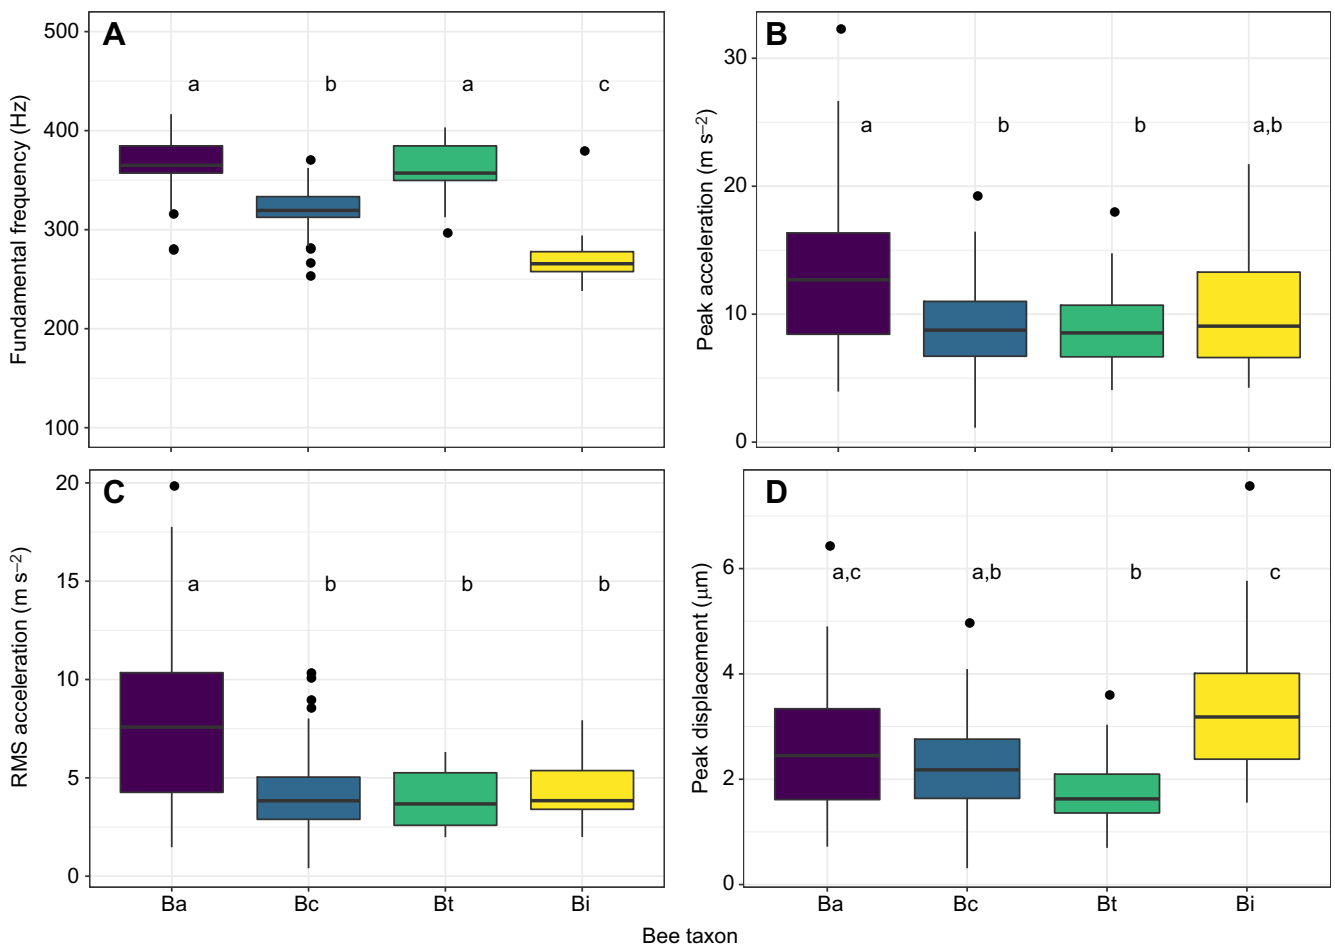 A
500
400
300
200
100
Fundamental frequency (Hz)
a b a c
B
30
20
10
0
Peak acceleration (m s−2)
a b b a,b
C
20
15
10
5
0
RMS acceleration (m s−2)
a b b b
Ba Bc Bt Bi
D
6
4
2
0
Peak displacement (μm)
a,c a,b b c
Ba Bc Bt Bi
Bee taxon